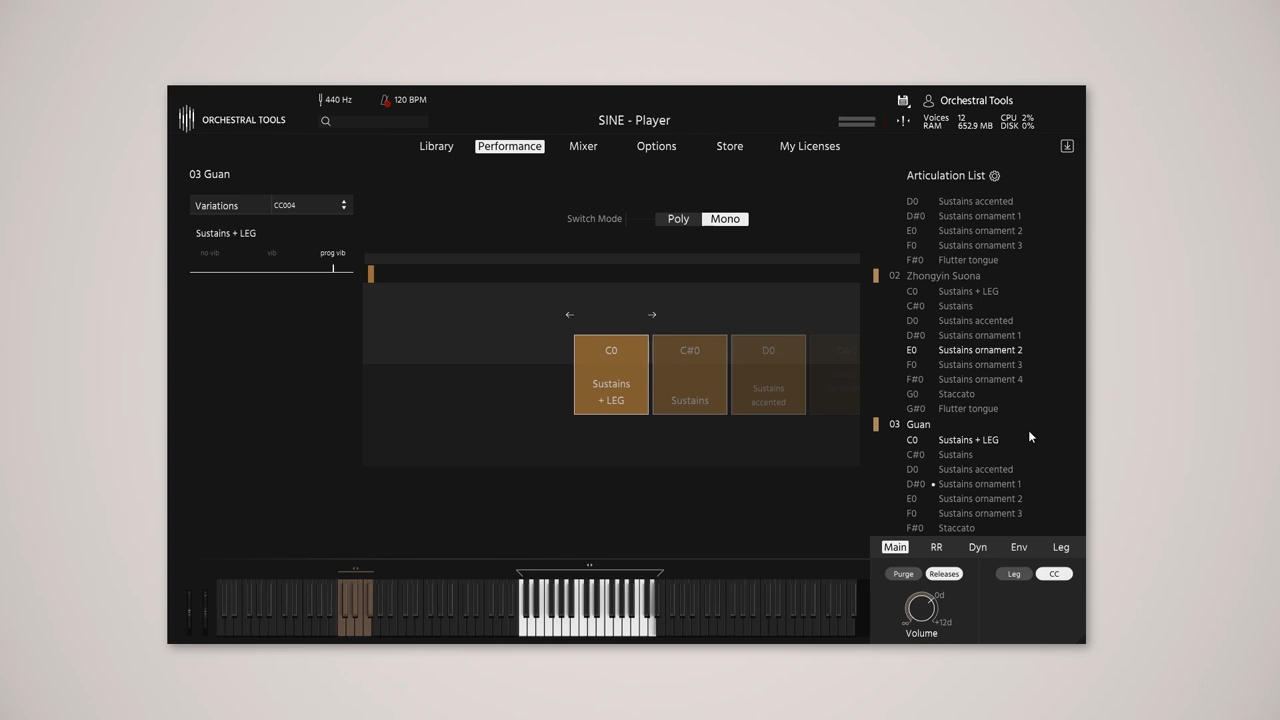 440 Hz
120 BPM
Orchestral Tools
ORCHESTRAL TOOLS
SINE - Player
Voices 12 CPU 2%
RAM 652.9 MB DISK 0%
Library Performance Mixer Options Store My Licenses
03 Guan
Variations CC004
Sustains + LEG
no vib vib prog vib
Switch Mode Poly Mono
C0 C#0 D0
Sustains
+ LEG
Sustains
Sustains
accented
Articulation List
D0 Sustains accented
D#0 Sustains ornament 1
E0 Sustains ornament 2
F0 Sustains ornament 3
F#0 Flutter tongue
02 Zhongyin Suona
C0 Sustains + LEG
C#0 Sustains
D0 Sustains accented
D#0 Sustains ornament 1
E0 Sustains ornament 2
F0 Sustains ornament 3
F#0 Sustains ornament 4
G0 Staccato
G#0 Flutter tongue
03 Guan
C0 Sustains + LEG
C#0 Sustains
D0 Sustains accented
D#0 • Sustains ornament 1
E0 Sustains ornament 2
F0 Sustains ornament 3
F#0 Staccato
Main RR Dyn Env Leg
Purge Releases Leg CC
0d
∞ +12d
Volume